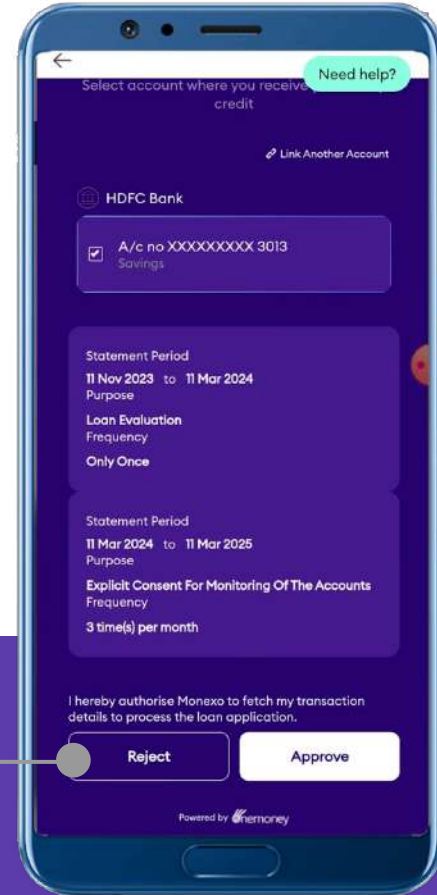 Need help?
Select account where you receive
credit
Link Another Account
HDFC Bank
A/c no XXXXXXXXX 3013
Savings
Statement Period
11 Nov 2023 to 11 Mar 2024
Purpose
Loan Evaluation
Frequency
Only Once
Statement Period
11 Mar 2024 to 11 Mar 2025
Purpose
Explicit Consent For Monitoring Of The Accounts
Frequency
3 time(s) per month
I hereby authorise Monexo to fetch my transaction
details to process the loan application.
Reject Approve
Powered by onemoney